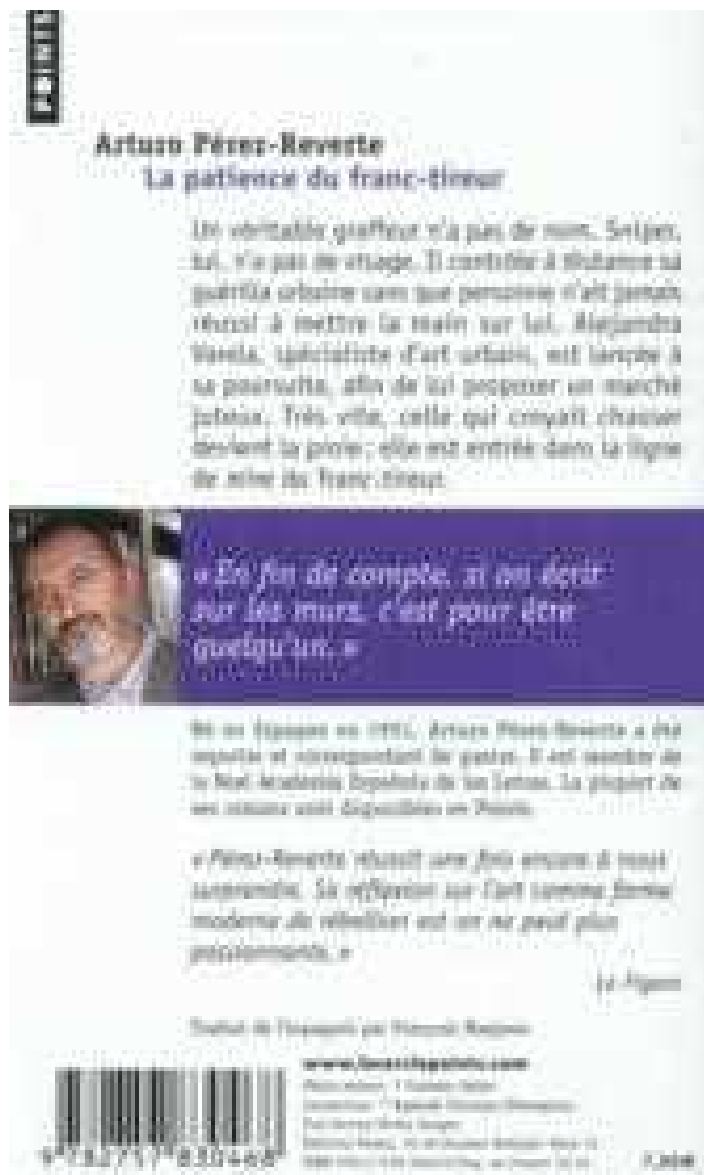 POINTS
Arturo Pérez-Reverte
La patience du franc-tireur
Un véritable graffeur n'a pas de nom. Sniper,
lui, n'a pas de visage. Il contrôle à distance sa
guérilla urbaine sans que personne n'ait jamais
réussi à mettre la main sur lui. Alejandra
Varela, spécialiste d'art urbain, est lancée à
sa poursuite, afin de lui proposer un marché
juteux. Très vite, celle qui croyait chasser
devient la proie : elle est entrée dans la ligne
de mire du franc-tireur.
« En fin de compte, si on écrit
sur les murs, c'est pour être
quelqu'un. »
Né en Espagne en 1951, Arturo Pérez-Reverte a été
reporter et correspondant de guerre. Il est membre de
la Real Academia Española de las Letras. La plupart de
ses romans sont disponibles en Points.
« Pérez-Reverte réussit une fois encore à nous
surprendre. Sa réflexion sur l'art comme forme
moderne de rébellion est on ne peut plus
passionnante. »
Le Figaro
Traduit de l'espagnol par François Maspero
www.lecerclepoints.com
9 782757 830468